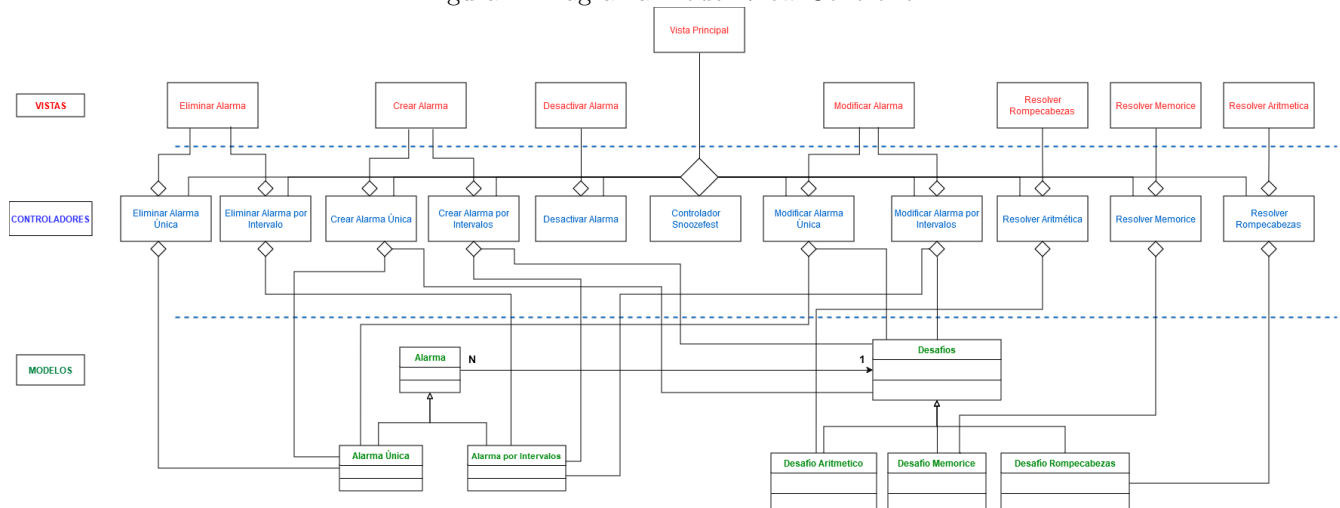 Vista Principal
VISTAS
Eliminar Alarma
Crear Alarma
Desactivar Alarma
Modificar Alarma
Resolver
Rompecabezas
Resolver Memorice
Resolver Aritmetica
CONTROLADORES
Eliminar Alarma
Única
Eliminar Alarma por
Intervalo
Crear Alarma Única
Crear Alarma por
Intervalos
Desactivar Alarma
Controlador
Snoozefest
Modificar Alarma
Única
Modificar Alarma por
Intervalos
Resolver Aritmética
Resolver Memorice
Resolver
Rompecabezas
MODELOS
Alarma
N
1
Desafios
Alarma Única
Alarma por Intervalos
Desafio Aritmetico
Desafio Memorice
Desafio Rompecabezas